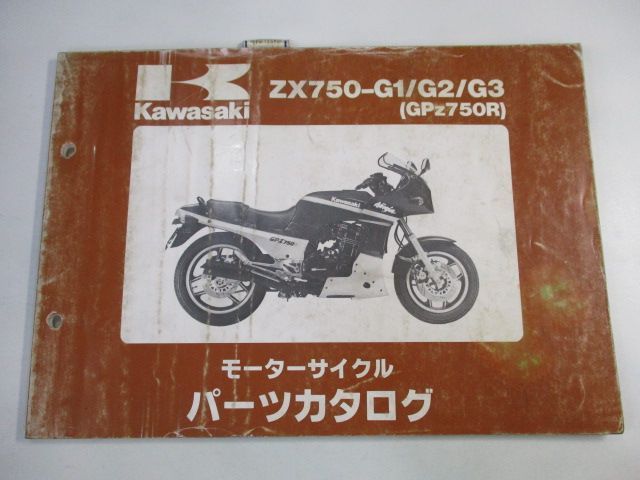 Kawasaki
ZX750-G1/G2/G3
(GPz750R)
Kawasaki
Ninja
GPZ750
モーターサイクル
パーツカタログ